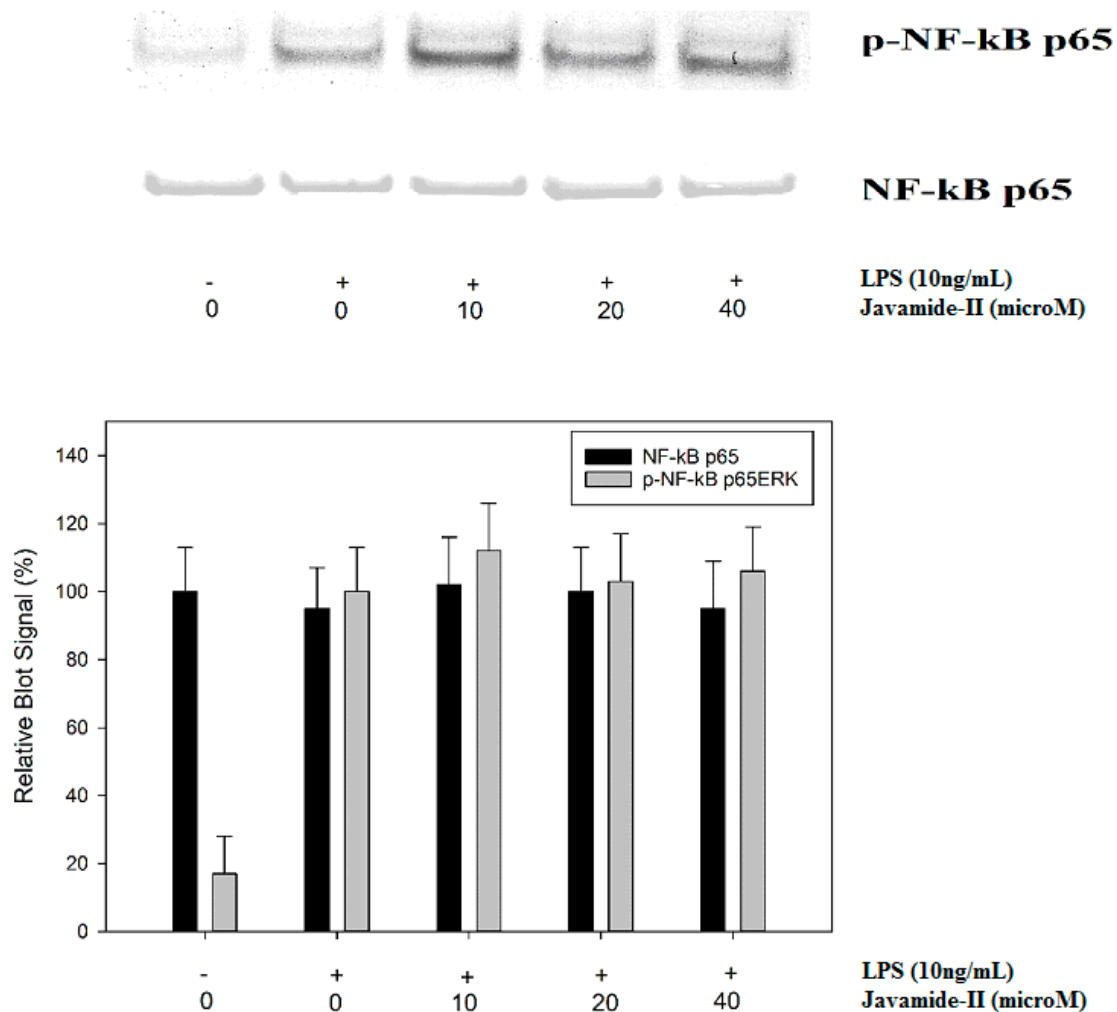 p-NF-kB p65
NF-kB p65
- + + + + LPS (10ng/mL)
0 0 10 20 40 Javamide-II (microM)
Relative Blot Signal (%)
140
120
100
80
60
40
20
0
NF-kB p65
p-NF-kB p65ERK
- + + + + LPS (10ng/mL)
0 0 10 20 40 Javamide-II (microM)